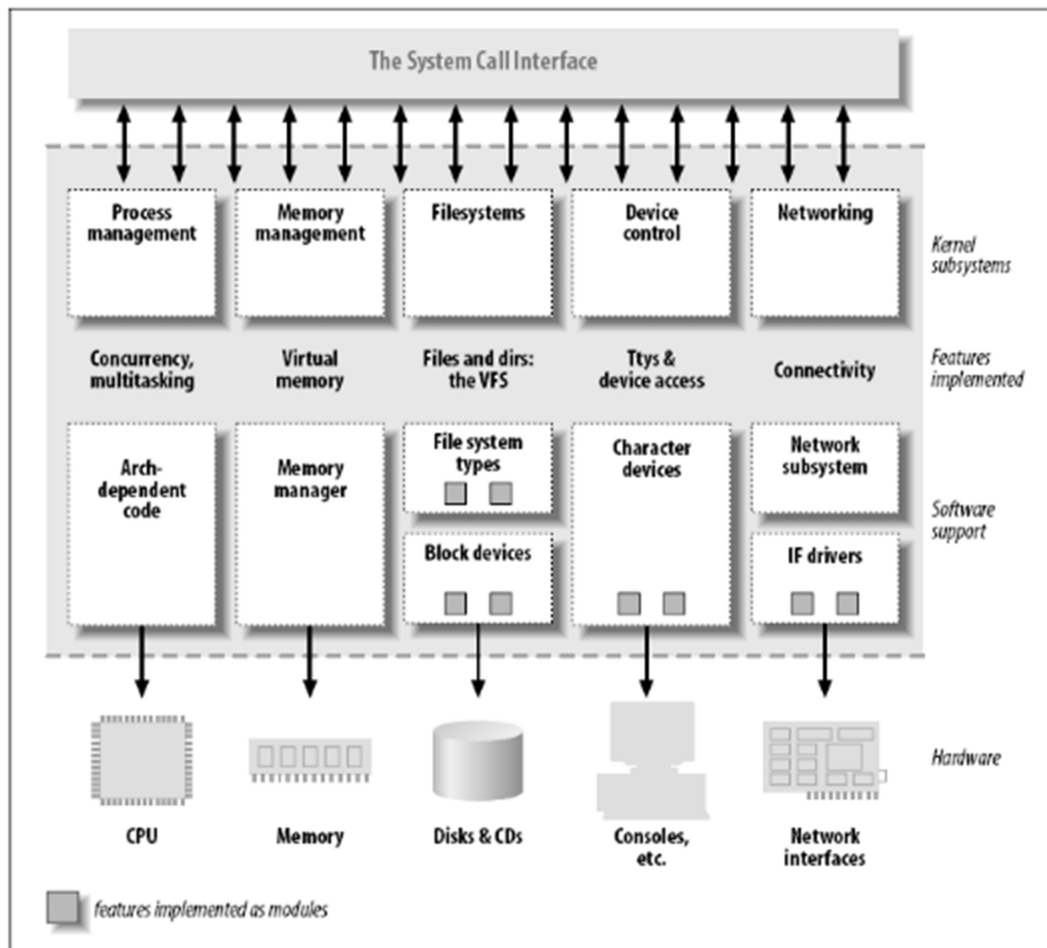 The System Call Interface
Process
management
Memory
management
Filesystems
Device
control
Networking
Kernel
subsystems
Concurrency,
multitasking
Virtual
memory
Files and dirs:
the VFS
Ttys &
device access
Connectivity
Features
implemented
Arch-
dependent
code
Memory
manager
File system
types
Block devices
Character
devices
Network
subsystem
IF drivers
Software
support
Hardware
CPU
Memory
Disks & CDs
Consoles,
etc.
Network
interfaces
features implemented as modules